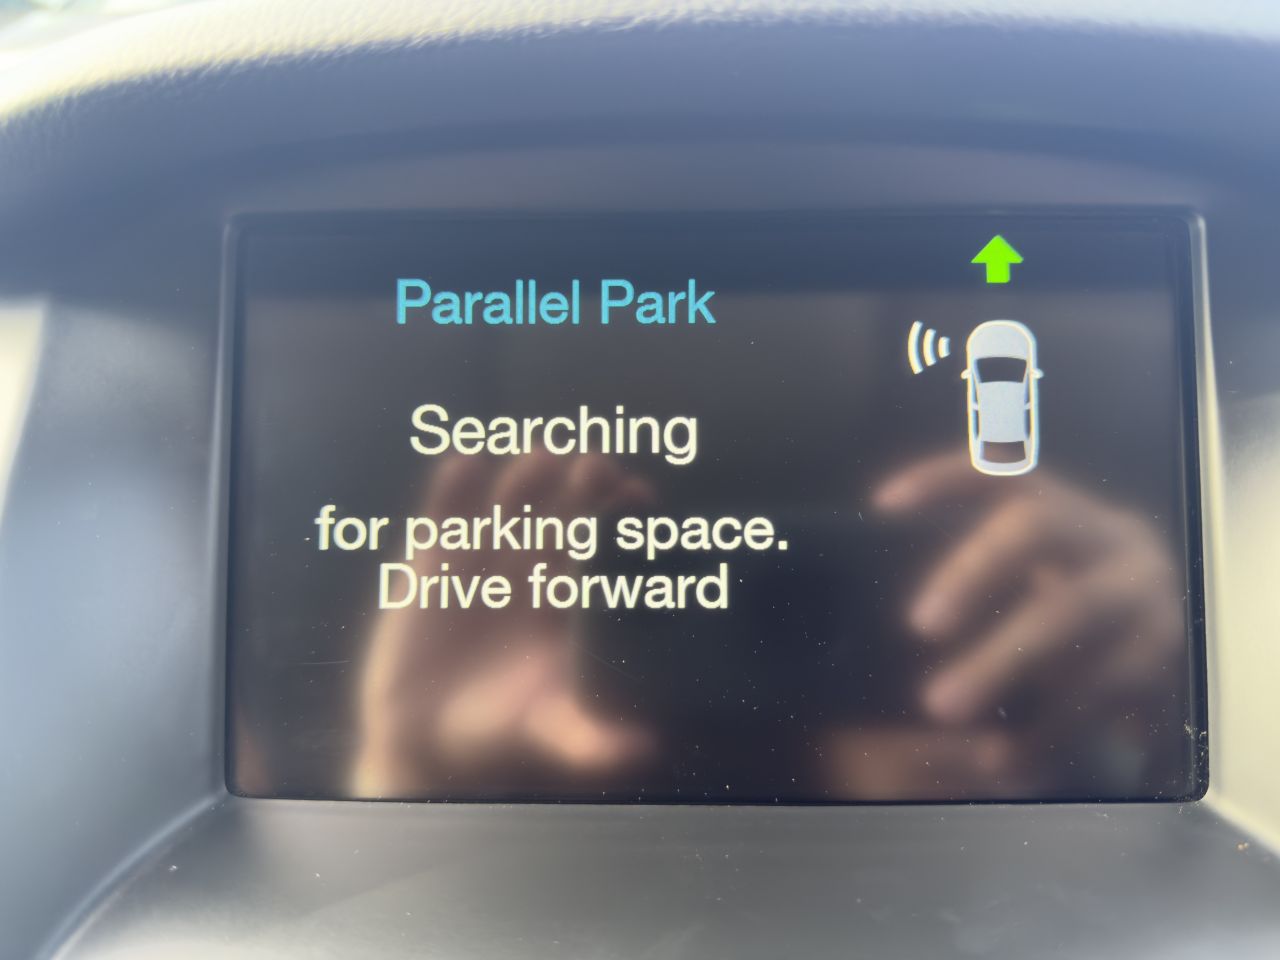 Parallel Park
Searching
for parking space.
Drive forward